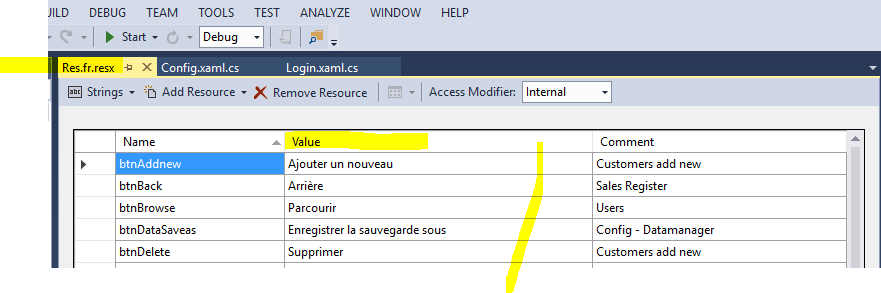 UILD DEBUG TEAM TOOLS TEST ANALYZE WINDOW HELP
Start Debug
Res.fr.resx Config.xaml.cs Login.xaml.cs
abc Strings Add Resource Remove Resource Access Modifier: Internal
Name Value Comment
btnAddnew Ajouter un nouveau Customers add new
btnBack Arrière Sales Register
btnBrowse Parcourir Users
btnDataSaveas Enregistrer la sauvegarde sous Config - Datamanager
btnDelete Supprimer Customers add new